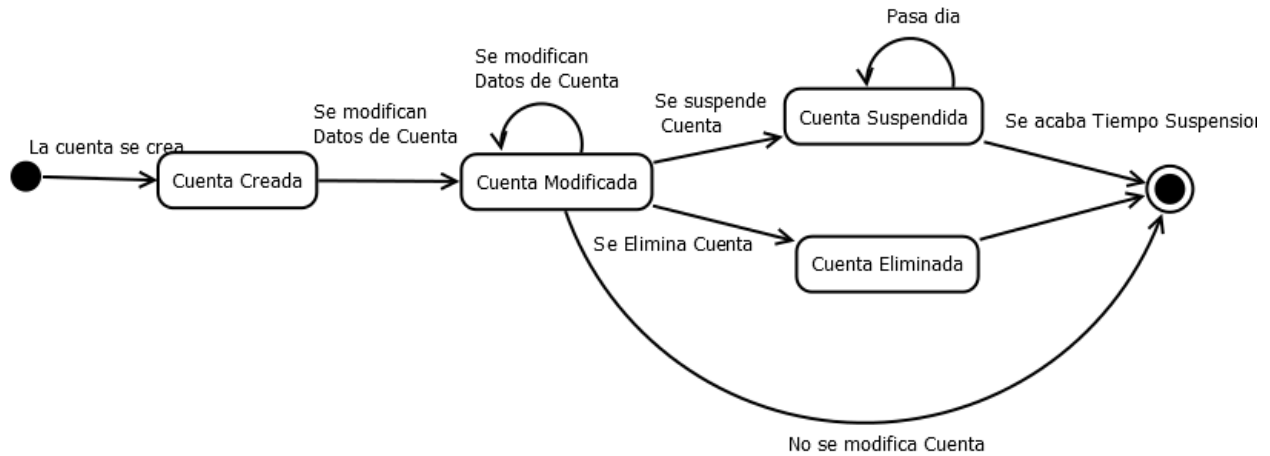 Pasa dia
Se modifican
Datos de Cuenta
Se modifican
Datos de Cuenta
Se suspende
Cuenta
Cuenta Suspendida
Se acaba Tiempo Suspension
La cuenta se crea
Cuenta Creada
Cuenta Modificada
Se Elimina Cuenta
Cuenta Eliminada
No se modifica Cuenta